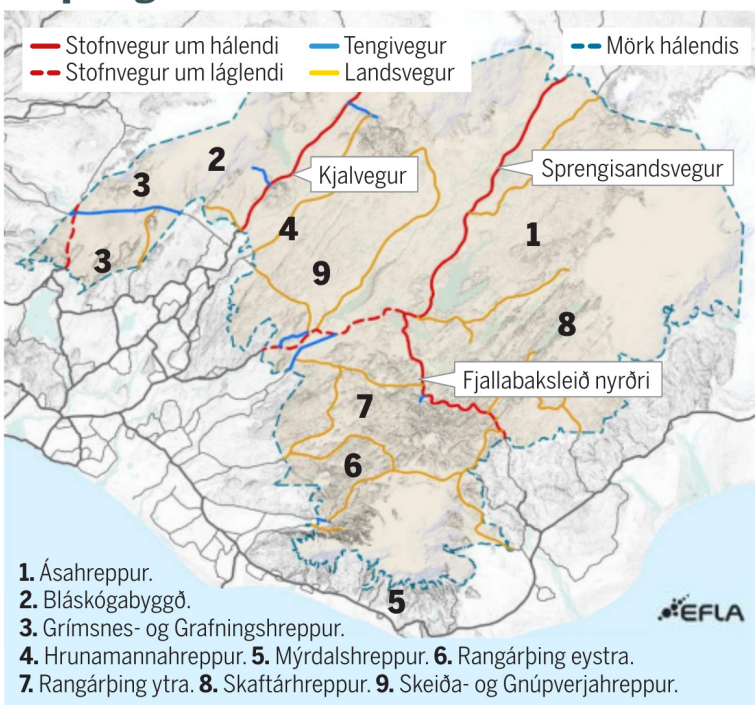 Stofnvegur um hálendi
Stofnvegur um láglendi
Tengivegur
Landsvegur
Mörk hálendis
2
3
Kjalvegur
Sprengisandsvegur
4
1
3
9
8
Fjallabaksleið nyrðri
7
6
1. Ásahreppur.
2. Bláskógabyggð.
5
EFLA
3. Grímsnes- og Grafningshreppur.
4. Hrunamannahreppur. 5. Mýrdalshreppur. 6. Rangárþing eystra.
7. Rangárþing ytra. 8. Skaftárhreppur. 9. Skeiða- og Gnúpverjahreppur.